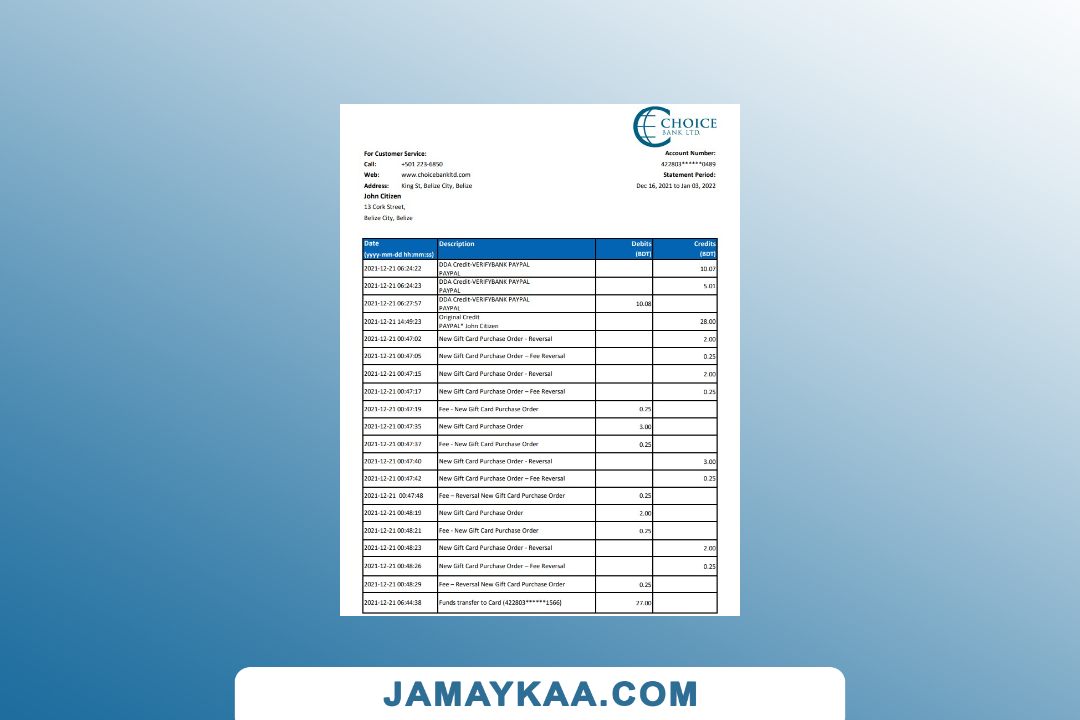 CHOICE
BANK LTD.
For Customer Service:
Call: +501 223-6850
Web: www.choicebankltd.com
Address: King St, Belize City, Belize
John Citizen
13 Cork Street,
Belize City, Belize
Account Number:
422803******0489
Statement Period:
Dec 16, 2021 to Jan 03, 2022
Date Description Debits Credits
(yyyy-mm-dd hh:mm:ss) (BDT) (BDT)
2021-12-21 06:24:22 DDA Credit-VERIFYBANK PAYPAL 10.07
PAYPAL
2021-12-21 06:24:23 DDA Credit-VERIFYBANK PAYPAL 5.01
PAYPAL
2021-12-21 06:27:57 DDA Credit-VERIFYBANK PAYPAL 10.08
PAYPAL
2021-12-21 14:49:23 Original Credit 28.00
PAYPAL* John Citizen
2021-12-21 00:47:02 New Gift Card Purchase Order - Reversal 2.00
2021-12-21 00:47:05 New Gift Card Purchase Order – Fee Reversal 0.25
2021-12-21 00:47:15 New Gift Card Purchase Order - Reversal 2.00
2021-12-21 00:47:17 New Gift Card Purchase Order – Fee Reversal 0.25
2021-12-21 00:47:19 Fee - New Gift Card Purchase Order 0.25
2021-12-21 00:47:35 New Gift Card Purchase Order 3.00
2021-12-21 00:47:37 Fee - New Gift Card Purchase Order 0.25
2021-12-21 00:47:40 New Gift Card Purchase Order - Reversal 3.00
2021-12-21 00:47:42 New Gift Card Purchase Order – Fee Reversal 0.25
2021-12-21 00:47:48 Fee – Reversal New Gift Card Purchase Order 0.25
2021-12-21 00:48:19 New Gift Card Purchase Order 2.00
2021-12-21 00:48:21 Fee - New Gift Card Purchase Order 0.25
2021-12-21 00:48:23 New Gift Card Purchase Order - Reversal 2.00
2021-12-21 00:48:26 New Gift Card Purchase Order – Fee Reversal 0.25
2021-12-21 00:48:29 Fee – Reversal New Gift Card Purchase Order 0.25
2021-12-21 06:44:38 Funds transfer to Card (422803******1566) 27.00
JAMAYKAA.COM